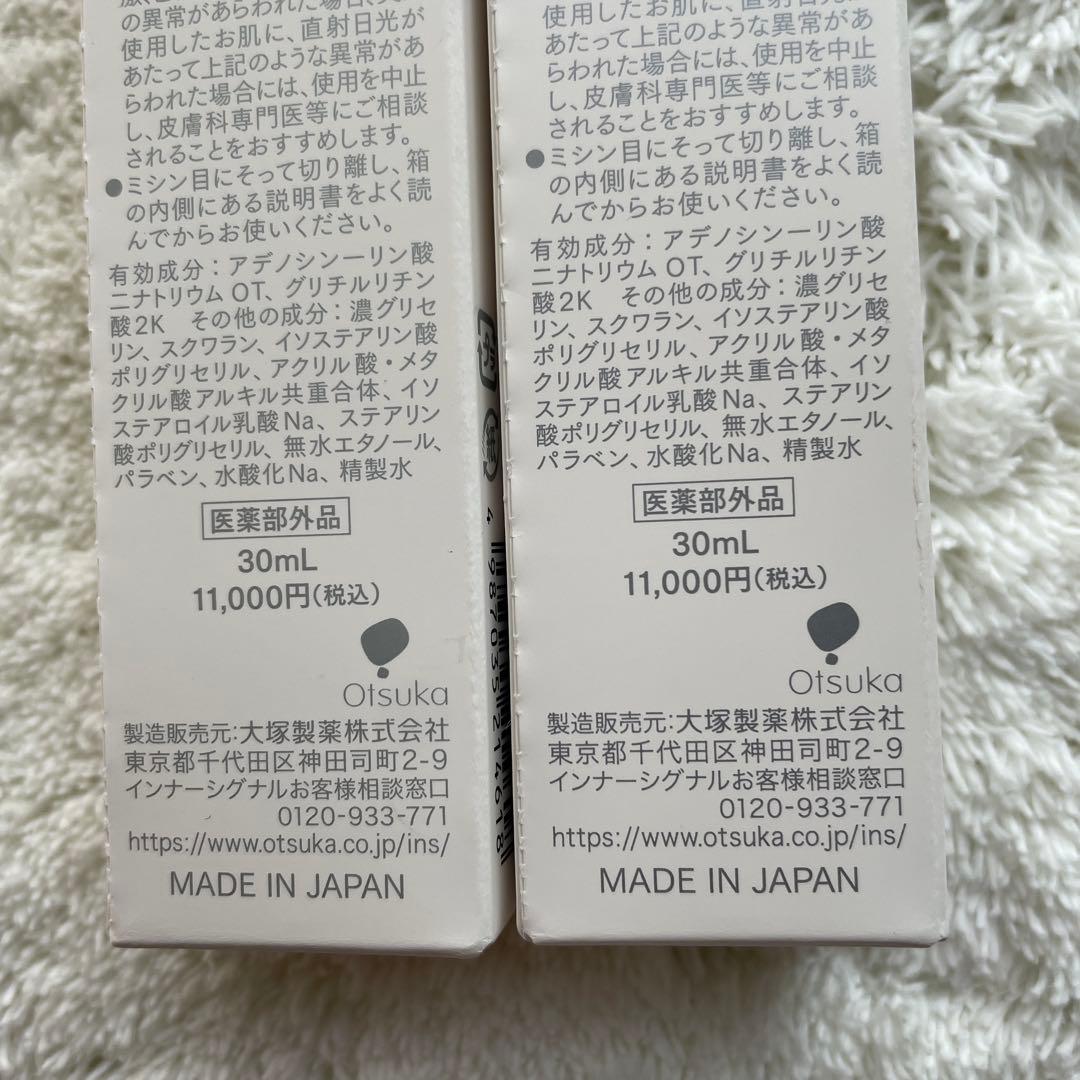 の異常があらわれた場合、
使用したお肌に、直射日光が
あたって上記のような異常があ
らわれた場合には、使用を中止
し、皮膚科専門医等にご相談
されることをおすすめします。
●ミシン目にそって切り離し、箱
の内側にある説明書をよく読
んでからお使いください。
有効成分：アデノシン一リン酸
二ナトリウム OT、グリチルリチン
酸2K　その他の成分：濃グリセ
リン、スクワラン、イソステアリン酸
ポリグリセリル、アクリル酸・メタ
クリル酸アルキル共重合体、イソ
ステアロイル乳酸Na、ステアリン
酸ポリグリセリル、無水エタノール、
パラベン、水酸化Na、精製水
医薬部外品
30mL
11,000円(税込)
Otsuka
製造販売元:大塚製薬株式会社
東京都千代田区神田司町2-9
インナーシグナルお客様相談窓口
0120-933-771
https://www.otsuka.co.jp/ins/
MADE IN JAPAN
4 987035 214618
使用したお肌に、直射日光が
あたって上記のような異常があ
らわれた場合には、使用を中止
し、皮膚科専門医等にご相談
されることをおすすめします。
●ミシン目にそって切り離し、箱
の内側にある説明書をよく読
んでからお使いください。
有効成分：アデノシン一リン酸
二ナトリウム OT、グリチルリチン
酸2K　その他の成分：濃グリセ
リン、スクワラン、イソステアリン酸
ポリグリセリル、アクリル酸・メタ
クリル酸アルキル共重合体、イソ
ステアロイル乳酸Na、ステアリン
酸ポリグリセリル、無水エタノール、
パラベン、水酸化Na、精製水
医薬部外品
30mL
11,000円(税込)
Otsuka
製造販売元:大塚製薬株式会社
東京都千代田区神田司町2-9
インナーシグナルお客様相談窓口
0120-933-771
https://www.otsuka.co.jp/ins/
MADE IN JAPAN